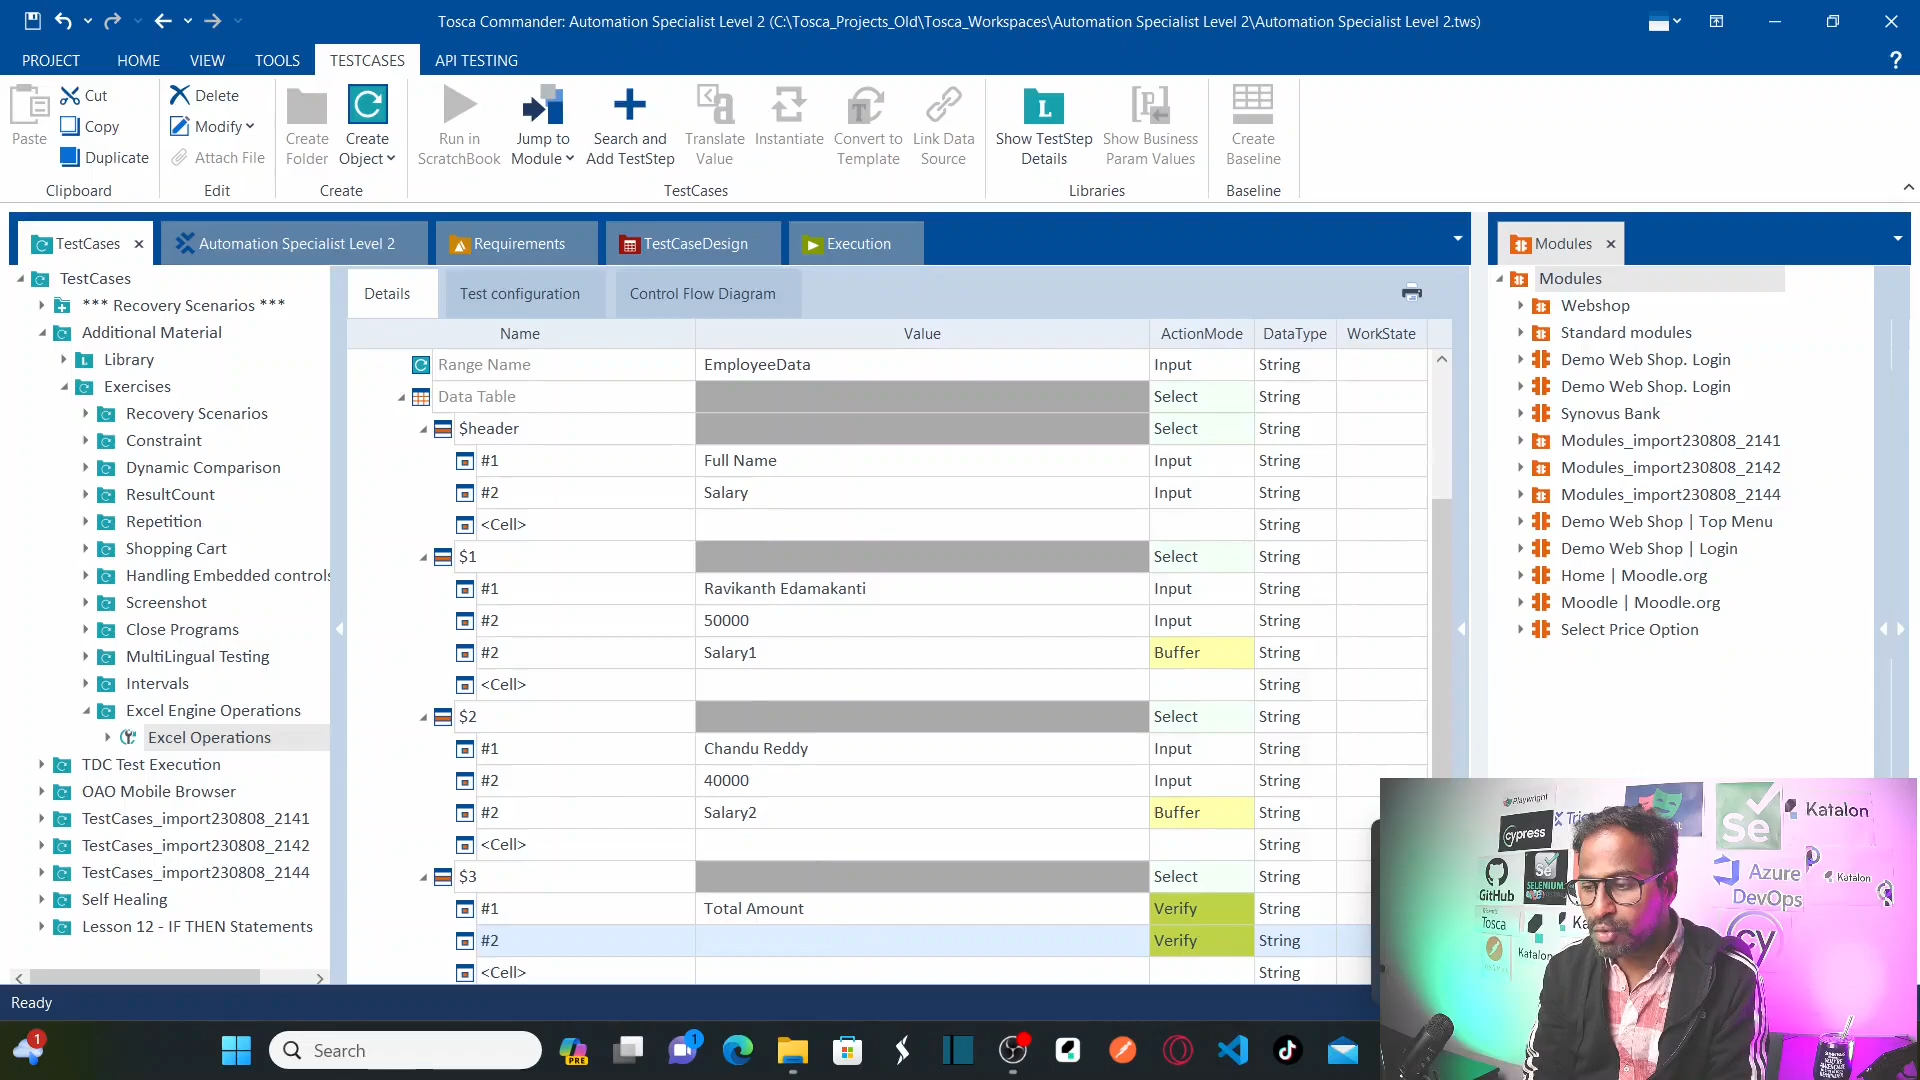 Tosca Commander: Automation Specialist Level 2 (C:\Tosca_Projects_Old\Tosca_Workspaces\Automation Specialist Level 2\Automation Specialist Level 2.tws)
PROJECT HOME VIEW TOOLS TESTCASES API TESTING ?
Paste Cut Copy Duplicate Clipboard
Delete Modify Attach File Edit
Create Folder Create Object Create
Run in ScratchBook Jump to Module Search and Add TestStep Translate Value Instantiate Convert to Template Link Data Source TestCases
Show TestStep Details Show Business Param Values Libraries
Create Baseline Baseline
TestCases Automation Specialist Level 2 Requirements TestCaseDesign Execution Modules
TestCases
*** Recovery Scenarios ***
Additional Material
Library
Exercises
Recovery Scenarios
Constraint
Dynamic Comparison
ResultCount
Repetition
Shopping Cart
Handling Embedded controls
Screenshot
Close Programs
MultiLingual Testing
Intervals
Excel Engine Operations
Excel Operations
TDC Test Execution
OAO Mobile Browser
TestCases_import230808_2141
TestCases_import230808_2142
TestCases_import230808_2144
Self Healing
Lesson 12 - IF THEN Statements
Details Test configuration Control Flow Diagram
Name Value ActionMode DataType WorkState
Range Name EmployeeData Input String
Data Table Select String
$header Select String
#1 Full Name Input String
#2 Salary Input String
<Cell> String
$1 Select String
#1 Ravikanth Edamakanti Input String
#2 50000 Input String
#2 Salary1 Buffer String
<Cell> String
$2 Select String
#1 Chandu Reddy Input String
#2 40000 Input String
#2 Salary2 Buffer String
<Cell> String
$3 Select String
#1 Total Amount Verify String
#2 Verify String
<Cell> String
Modules
Webshop
Standard modules
Demo Web Shop. Login
Demo Web Shop. Login
Synovus Bank
Modules_import230808_2141
Modules_import230808_2142
Modules_import230808_2144
Demo Web Shop | Top Menu
Demo Web Shop | Login
Home | Moodle.org
Moodle | Moodle.org
Select Price Option
Playwright
cypress
Se
Katalon
GitHub
SELENIUM
Azure DevOps
Katalon
Tosca
Katalon
cy
Ready
1
Search
PRE
1